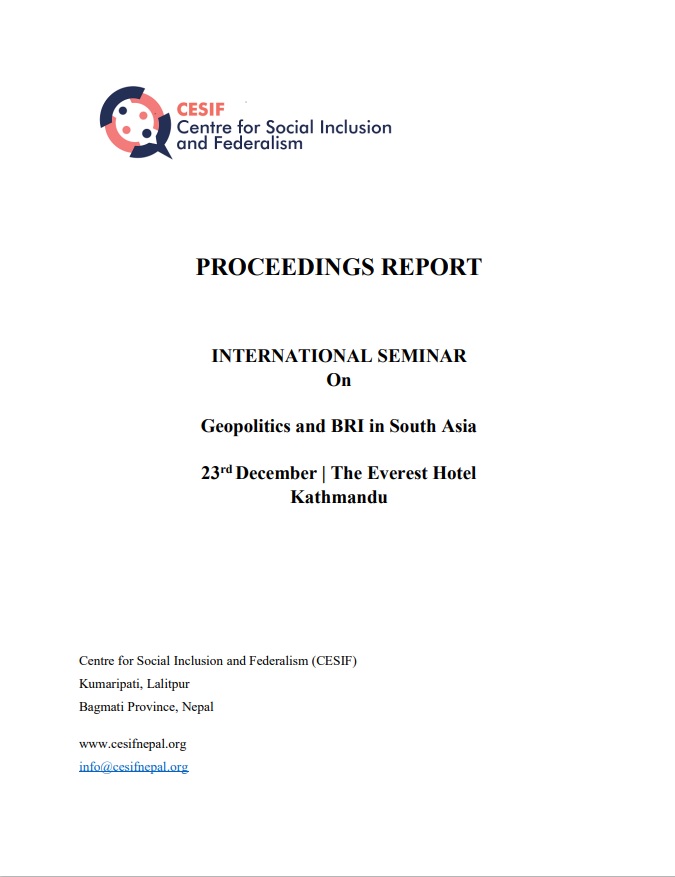 CESIF
Centre for Social Inclusion
and Federalism
PROCEEDINGS REPORT
INTERNATIONAL SEMINAR
On
Geopolitics and BRI in South Asia
23rd December | The Everest Hotel
Kathmandu
Centre for Social Inclusion and Federalism (CESIF)
Kumaripati, Lalitpur
Bagmati Province, Nepal
www.cesifnepal.org
info@cesifnepal.org